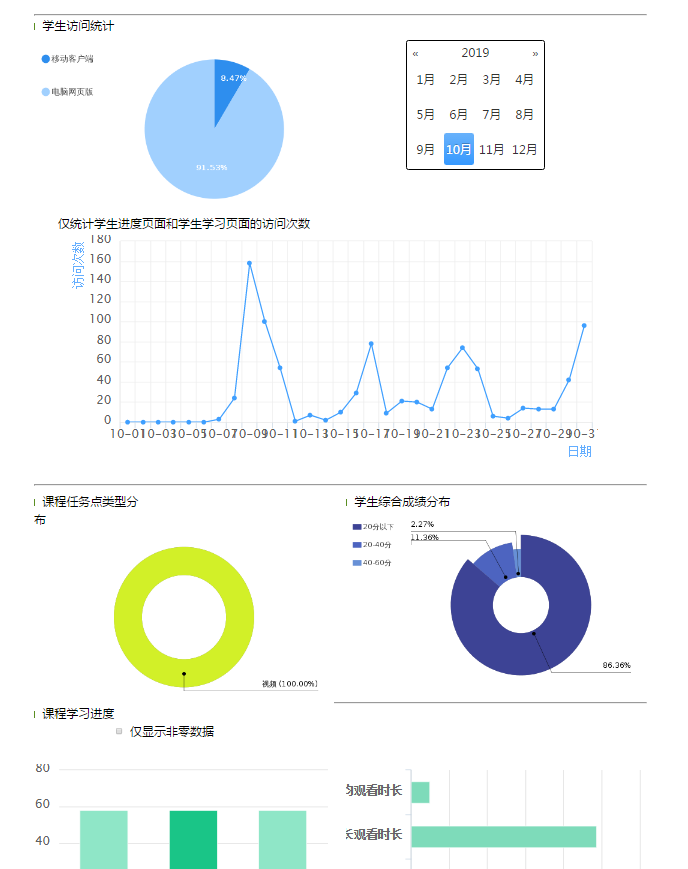 学生访问统计
移动客户端
电脑网页版
8.47%
91.53%
« 2019 »
1月 2月 3月 4月
5月 6月 7月 8月
9月 10月 11月 12月
仅统计学生进度页面和学生学习页面的访问次数
访问次数
180
160
140
120
100
80
60
40
20
0
10-01 10-03 10-05 10-07 10-09 10-11 10-13 10-15 10-17 10-19 10-21 10-23 10-25 10-27 10-29 10-31
日期
课程任务点类型分
布
视频 (100.00%)
学生综合成绩分布
20分以下
20-40分
40-60分
2.27%
11.36%
86.36%
课程学习进度
仅显示非零数据
80
60
40
观看时长
观看时长